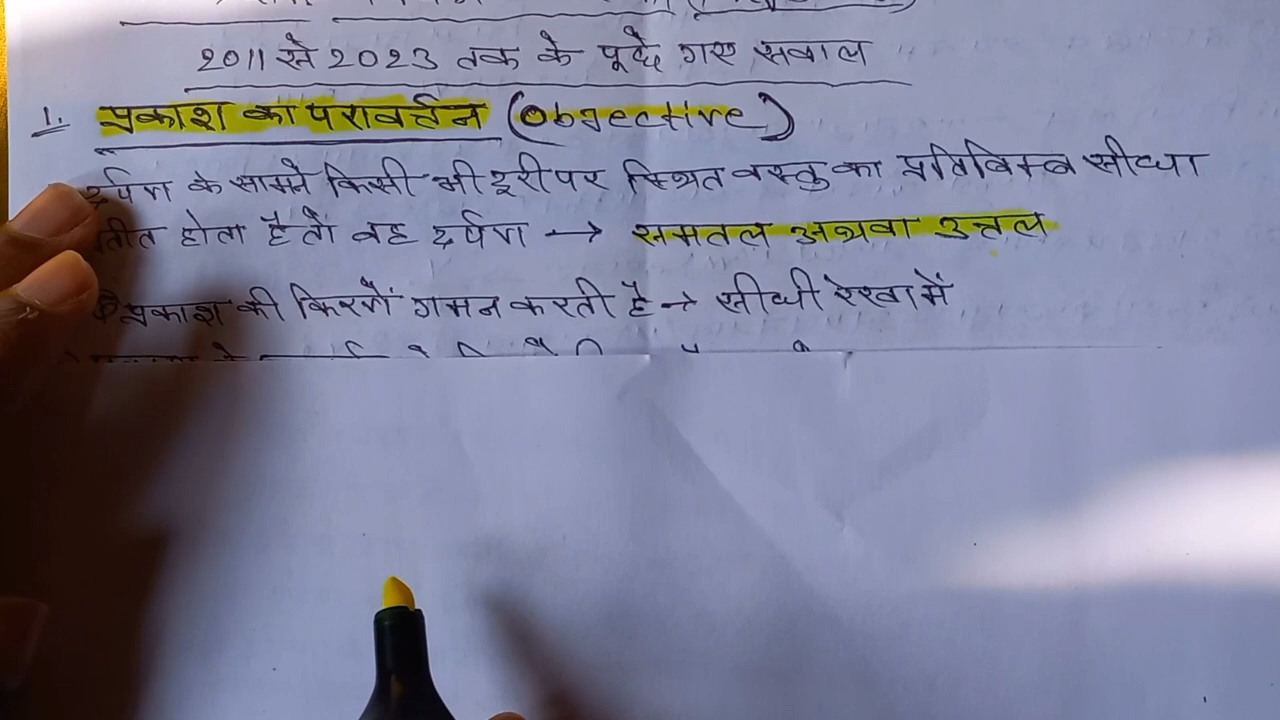 2011 से 2023 तक के पूछे गए सवाल
1. प्रकाश का परावर्त्तन (Objective)
दर्पण के सामने किसी भी दूरी पर स्थित वस्तु का प्रतिविम्ब सीधा
तीत होता है तो वह दर्पण → समतल अथवा उत्तल
प्रकाश की किरणें गमन करती है → सीधी रेखा में